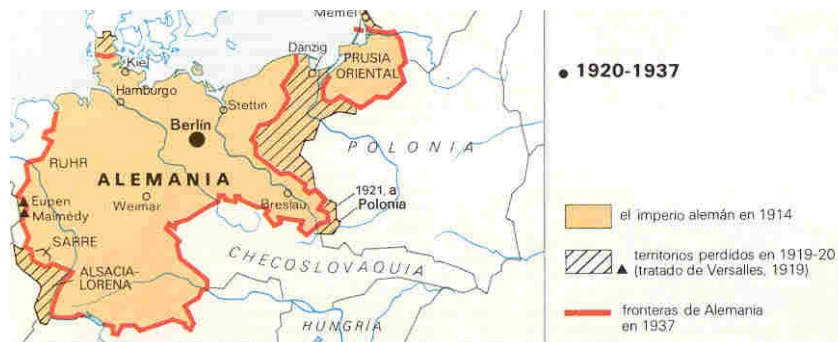 Memel
Danzig
PRUSIA
ORIENTAL
Kiel
Hamburgo
Stettin
Berlín
POLONIA
RUHR
ALEMANIA
Eupen
Malmédy
Weimar
Breslau
1921, a
Polonia
SARRE
ALSACIA-
LORENA
CHECOSLOVAQUIA
HUNGRÍA
1920-1937
el imperio alemán en 1914
territorios perdidos en 1919-20
(tratado de Versalles, 1919)
fronteras de Alemania
en 1937